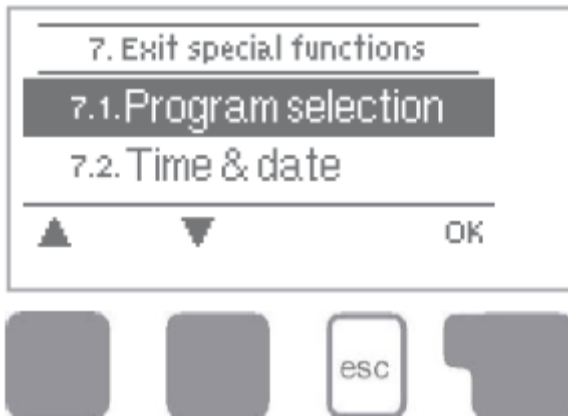 7. Exit special functions
7.1. Program selection
7.2. Time & date
OK
esc